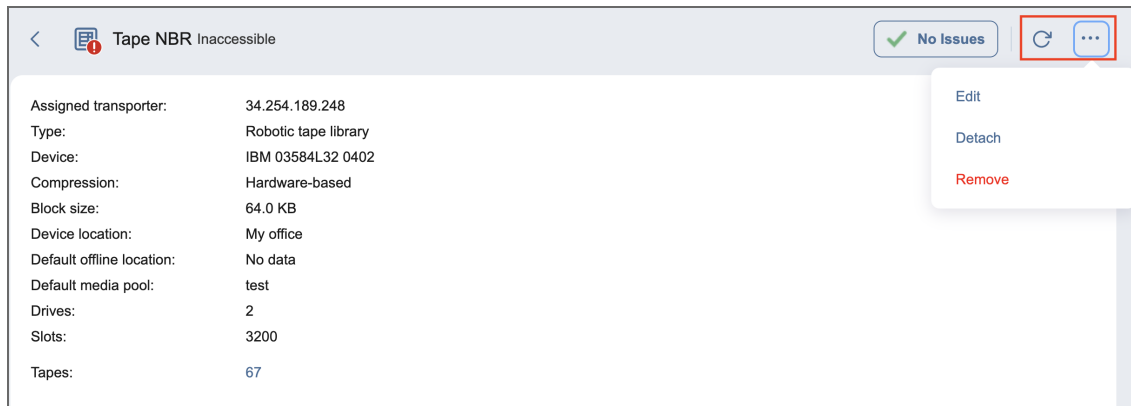 Tape NBR Inaccessible
No Issues
Edit
Detach
Remove
Assigned transporter: 34.254.189.248
Type: Robotic tape library
Device: IBM 03584L32 0402
Compression: Hardware-based
Block size: 64.0 KB
Device location: My office
Default offline location: No data
Default media pool: test
Drives: 2
Slots: 3200
Tapes: 67